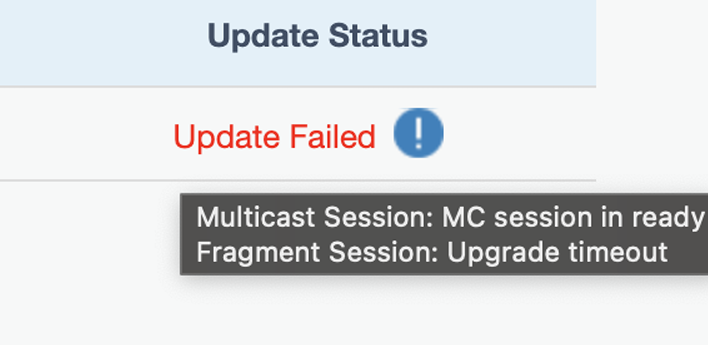 Update Status
Update Failed !
Multicast Session: MC session in ready
Fragment Session: Upgrade timeout